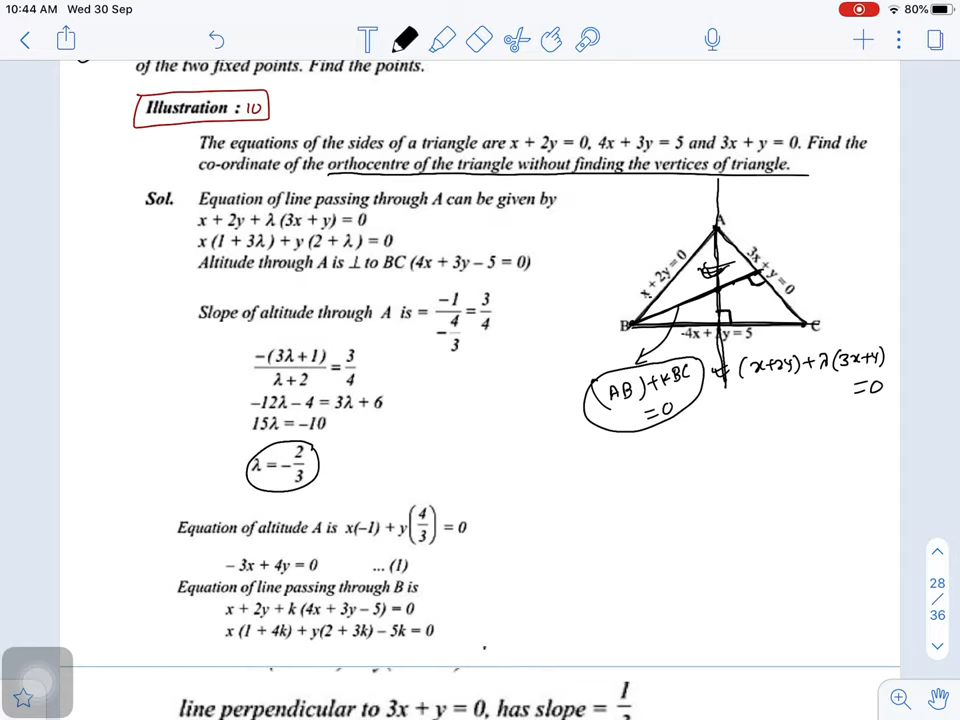 10:44 AM Wed 30 Sep
80%
of the two fixed points. Find the points.
Illustration : 10
The equations of the sides of a triangle are x + 2y = 0, 4x + 3y = 5 and 3x + y = 0. Find the
co-ordinate of the orthocentre of the triangle without finding the vertices of triangle.
Sol. Equation of line passing through A can be given by
x + 2y + λ (3x + y) = 0
x (1 + 3λ) + y (2 + λ) = 0
Altitude through A is ⊥ to BC (4x + 3y – 5 = 0)
Slope of altitude through A is = -1 / (-4/3) = 3/4
-(3λ+1) / (λ+2) = 3/4
-12λ – 4 = 3λ + 6
15λ = –10
λ = - 2/3
Equation of altitude A is x(–1) + y (4/3) = 0
– 3x + 4y = 0 ... (1)
Equation of line passing through B is
x + 2y + k (4x + 3y – 5) = 0
x (1 + 4k) + y(2 + 3k) – 5k = 0
A
x + 2y = 0
3x + y = 0
B
C
-4x + y = 5
(x+2y) + λ(3x+y)
=0
(AB) + kBC
=0
28
/
36
line perpendicular to 3x + y = 0, has slope = 1